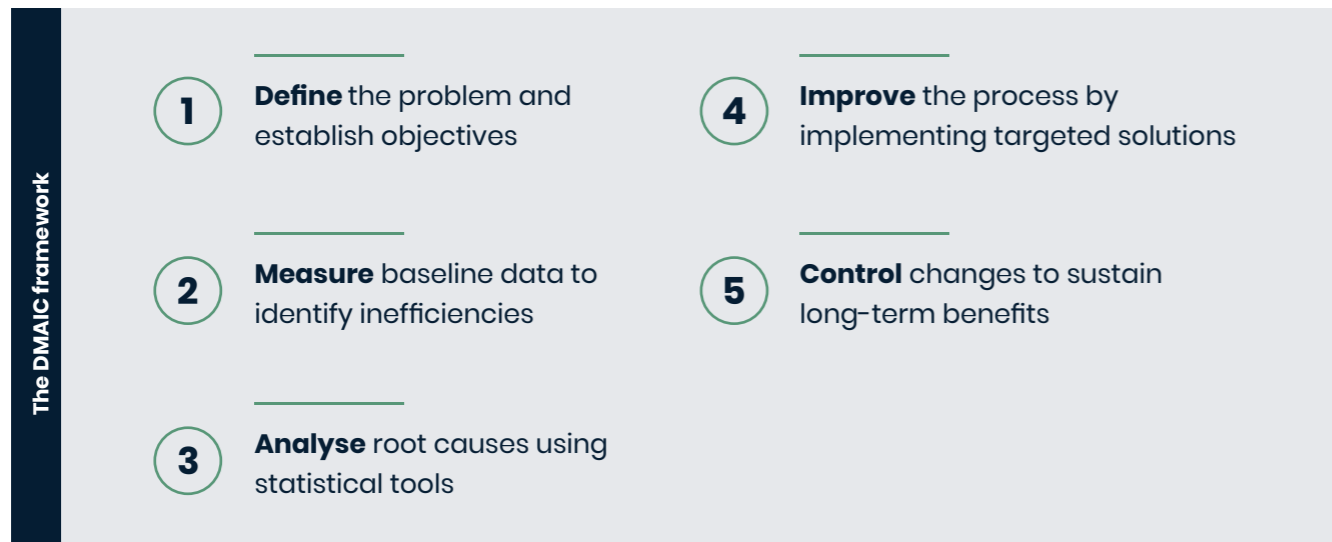 The DMAIC framework
1
Define the problem and
establish objectives
2
Measure baseline data to
identify inefficiencies
3
Analyse root causes using
statistical tools
4
Improve the process by
implementing targeted solutions
5
Control changes to sustain
long-term benefits